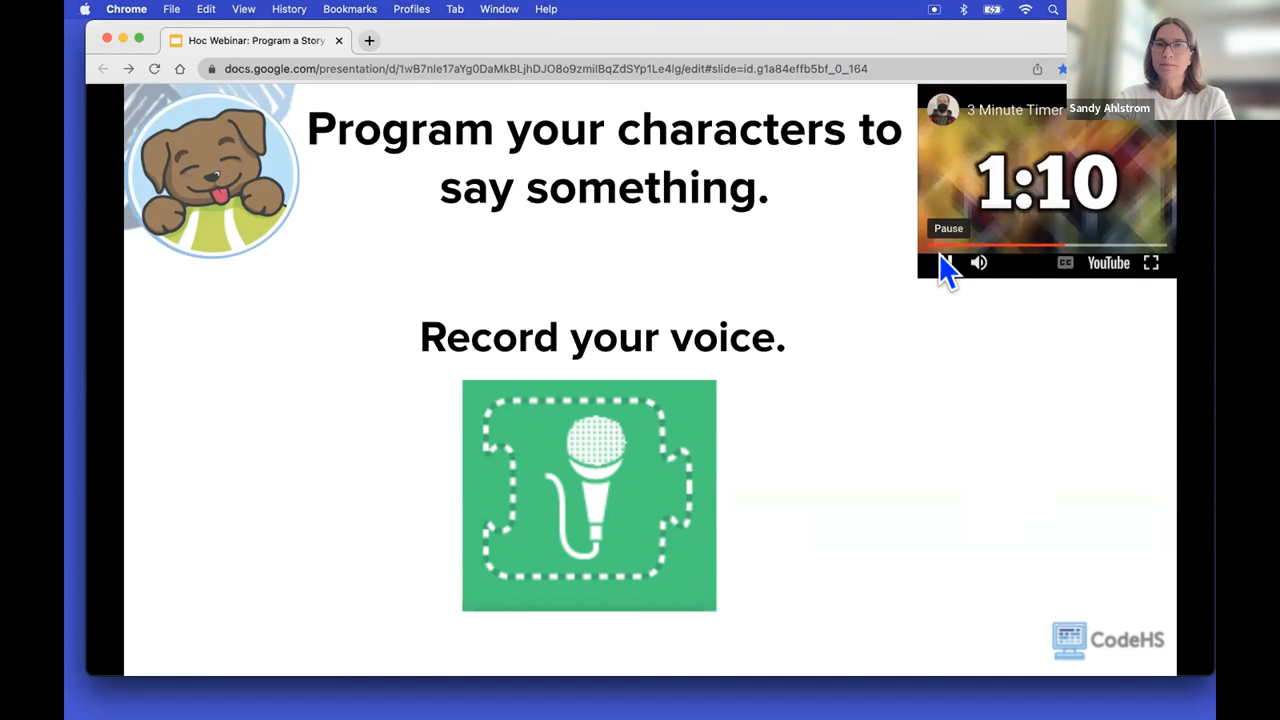 Chrome File Edit View History Bookmarks Profiles Tab Window Help
Hoc Webinar: Program a Story
docs.google.com/presentation/d/1wB7nIe17aYg0DaMkBLjhDJO8o9zmiIBqZdSYp1Le4lg/edit#slide=id.g1a84effb5bf_0_164
Sandy Ahlstrom
Program your characters to
say something.
3 Minute Timer
1:10
Pause
CC YouTube
Record your voice.
CodeHS